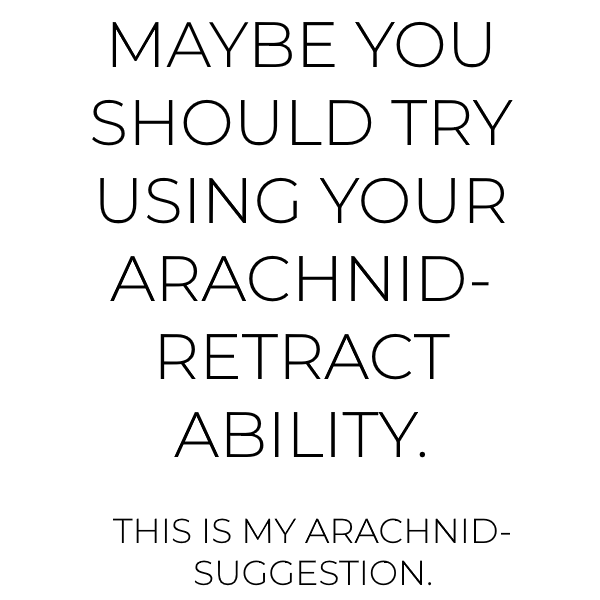 MAYBE YOU
SHOULD TRY
USING YOUR
ARACHNID-
RETRACT
ABILITY.
THIS IS MY ARACHNID-
SUGGESTION.